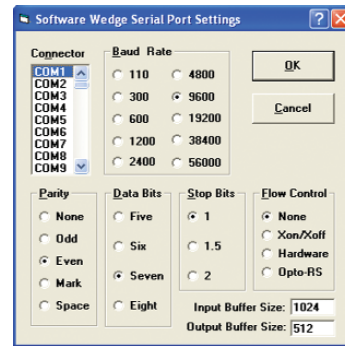 Software Wedge Serial Port Settings
Connector
COM1
COM2
COM3
COM4
COM5
COM6
COM7
COM8
COM9
Baud Rate
110
4800
300
9600
600
19200
1200
38400
2400
56000
OK
Cancel
Parity
None
Odd
Even
Mark
Space
Data Bits
Five
Six
Seven
Eight
Stop Bits
1
1.5
2
Flow Control
None
Xon/Xoff
Hardware
Opto-RS
Input Buffer Size: 1024
Output Buffer Size: 512